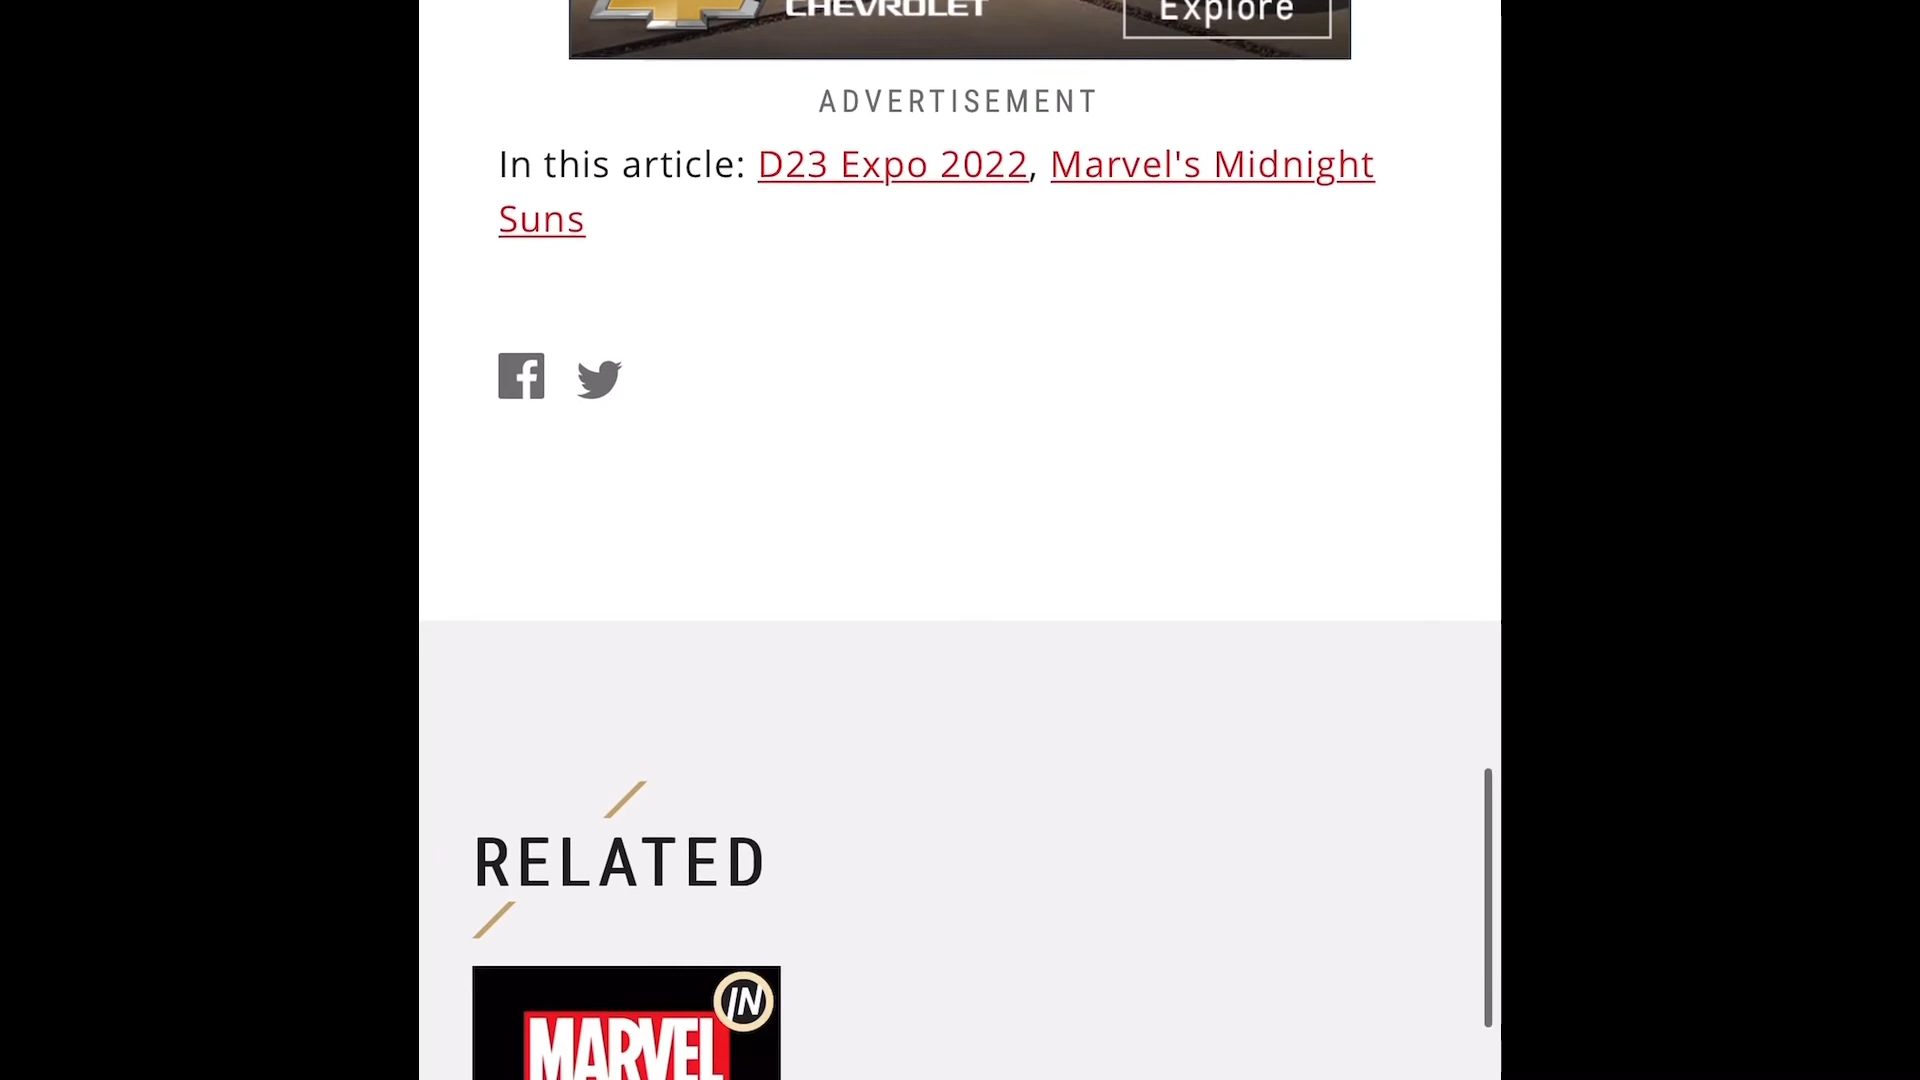 CHEVROLET
Explore
ADVERTISEMENT
In this article: D23 Expo 2022, Marvel's Midnight
Suns
RELATED
IN
MARVEL